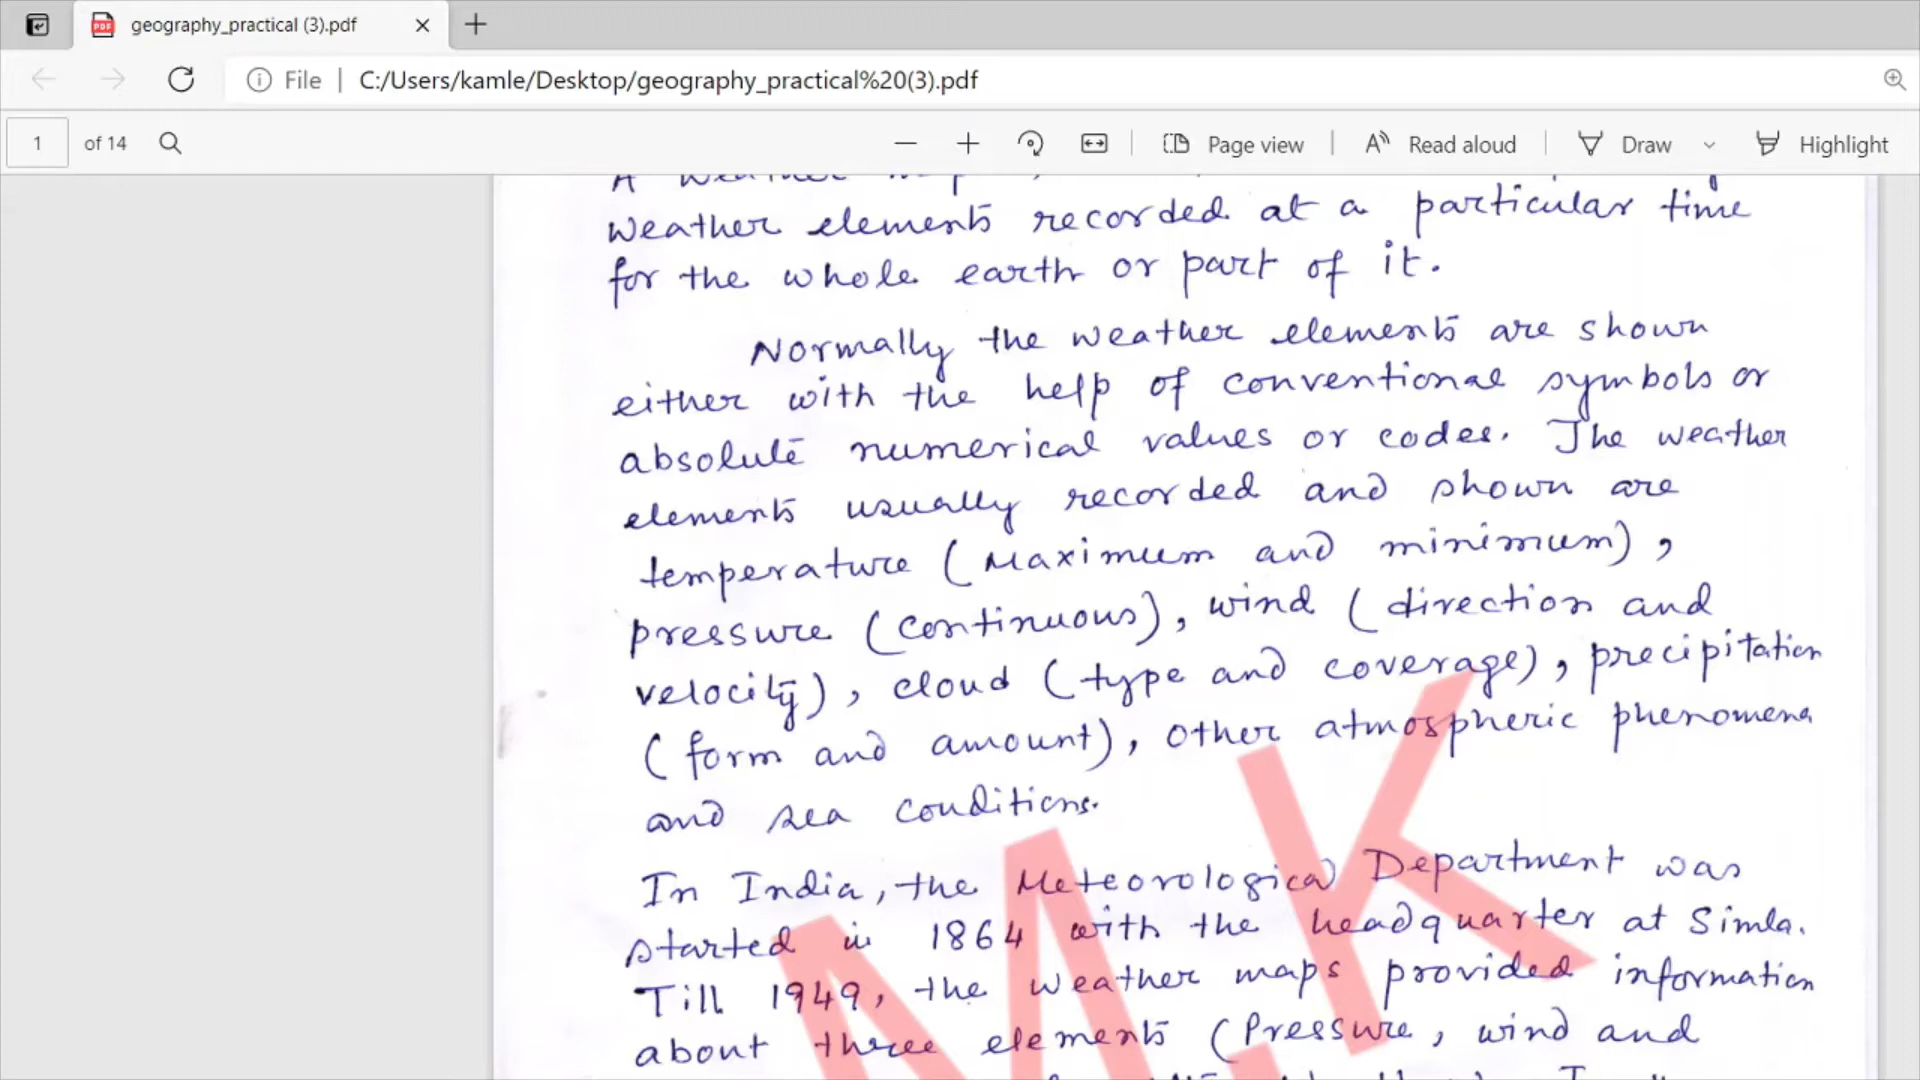 geography_practical (3).pdf
File | C:/Users/kamle/Desktop/geography_practical%20(3).pdf
1 of 14 Page view Read aloud Draw Highlight
A weather
weather elements recorded at a particular time
for the whole earth or part of it.
Normally the weather elements are shown
either with the help of conventional symbols or
absolute numerical values or codes. The weather
elements usually recorded and shown are
temperature (Maximum and minimum),
pressure (continuous), wind (direction and
velocity), cloud (type and coverage), precipitation
(form and amount), other atmospheric phenomena
and sea conditions.
In India, the Meteorological Department was
started in 1864 with the headquarter at Simla.
Till 1949, the weather maps provided information
about three elements (Pressure, wind and
M.K